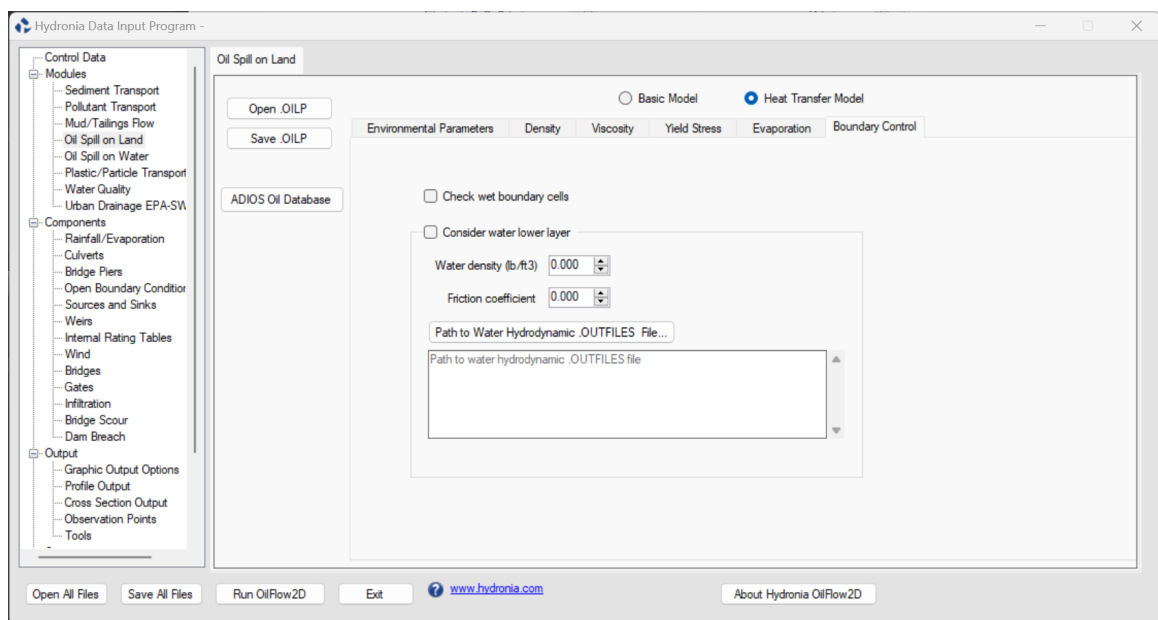 Hydronia Data Input Program -
Control Data
Modules
Sediment Transport
Pollutant Transport
Mud/Tailings Flow
Oil Spill on Land
Oil Spill on Water
Plastic/Particle Transport
Water Quality
Urban Drainage EPA-SW
Components
Rainfall/Evaporation
Culverts
Bridge Piers
Open Boundary Condition
Sources and Sinks
Weirs
Internal Rating Tables
Wind
Bridges
Gates
Infiltration
Bridge Scour
Dam Breach
Output
Graphic Output Options
Profile Output
Cross Section Output
Observation Points
Tools
Oil Spill on Land
Open .OILP
Save .OILP
ADIOS Oil Database
Basic Model Heat Transfer Model
Environmental Parameters Density Viscosity Yield Stress Evaporation Boundary Control
Check wet boundary cells
Consider water lower layer
Water density (lb/ft3) 0.000
Friction coefficient 0.000
Path to Water Hydrodynamic .OUTFILES File...
Path to water hydrodynamic .OUTFILES file
Open All Files Save All Files Run OilFlow2D Exit www.hydronia.com About Hydronia OilFlow2D